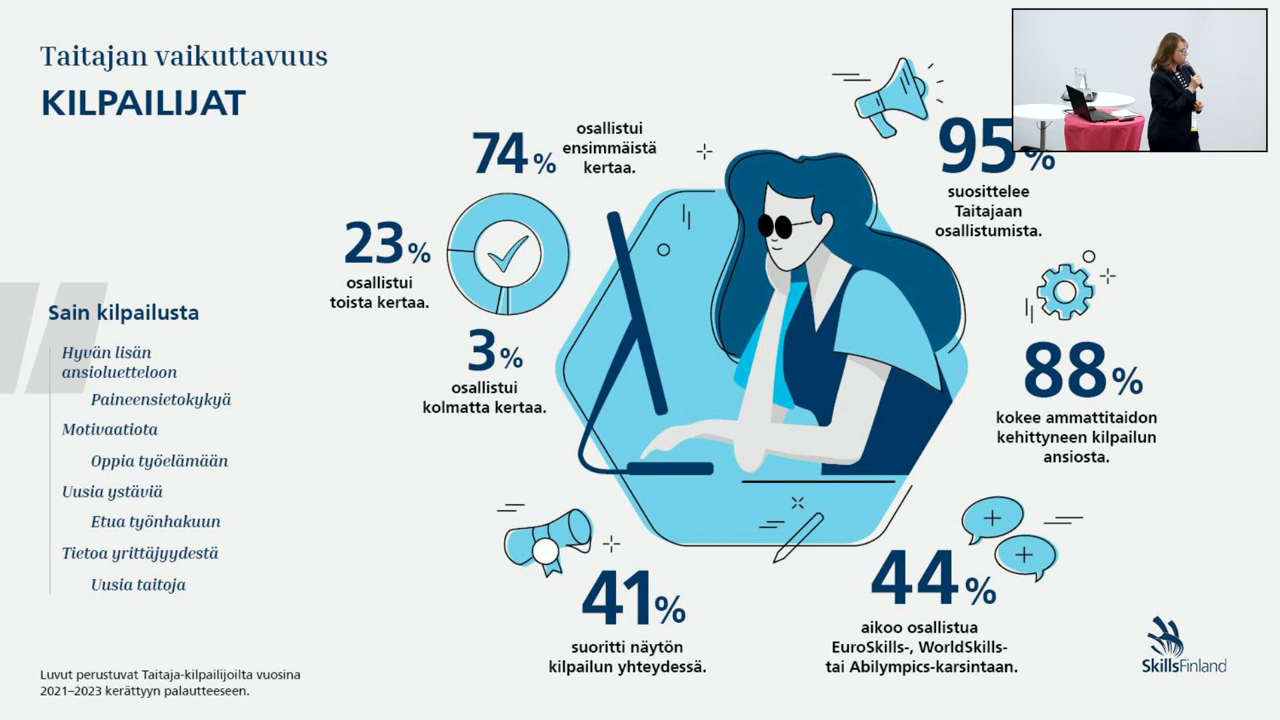 Taitajan vaikuttavuus
KILPAILIJAT
74%
osallistui
ensimmäistä
kertaa.
95%
suosittelee
Taitajaan
osallistumista.
23%
osallistui
toista kertaa.
3%
osallistui
kolmatta kertaa.
88%
kokee ammattitaidon
kehittyneen kilpailun
ansiosta.
Sain kilpailusta
Hyvän lisän
ansioluetteloon
Paineensietokykyä
Motivaatiota
Oppia työelämään
Uusia ystäviä
Etua työnhakuun
Tietoa yrittäjyydestä
Uusia taitoja
41%
suoritti näytön
kilpailun yhteydessä.
44%
aikoo osallistua
EuroSkills-, WorldSkills-
tai Abilympics-karsintaan.
Luvut perustuvat Taitaja-kilpailijoilta vuosina
2021–2023 kerättyyn palautteeseen.
SkillsFinland